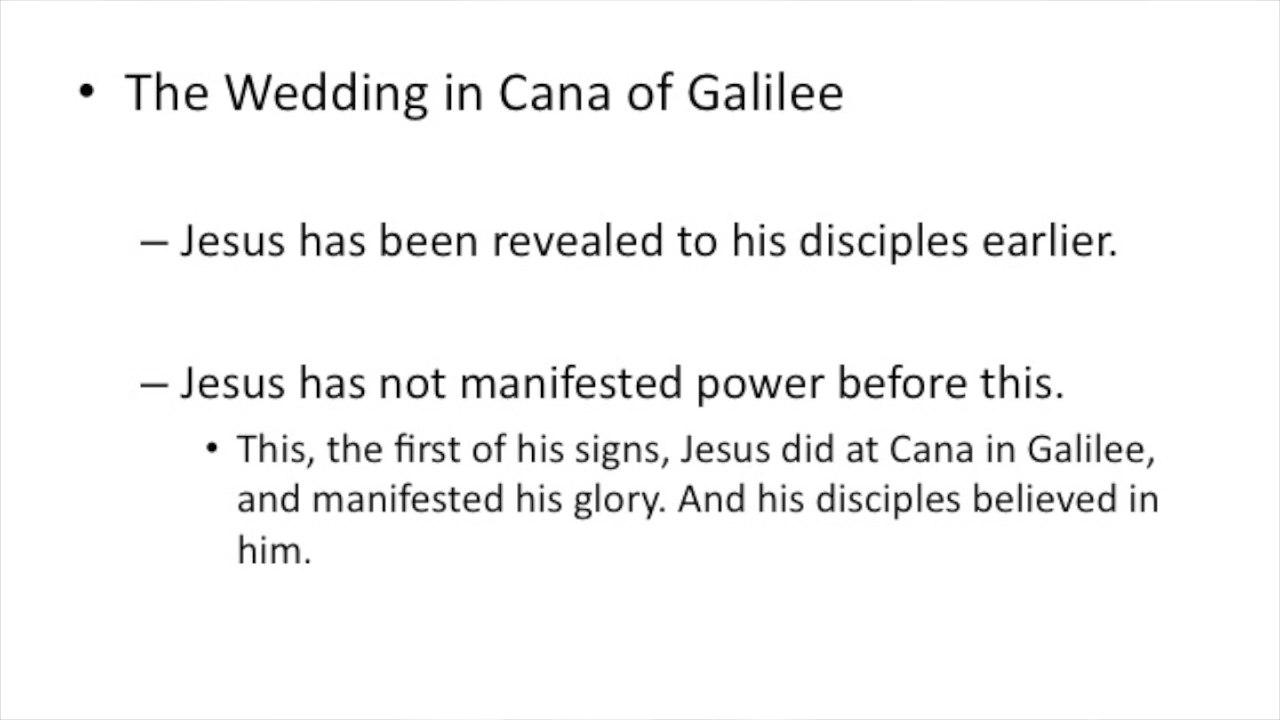 • The Wedding in Cana of Galilee
– Jesus has been revealed to his disciples earlier.
– Jesus has not manifested power before this.
• This, the first of his signs, Jesus did at Cana in Galilee,
and manifested his glory. And his disciples believed in
him.